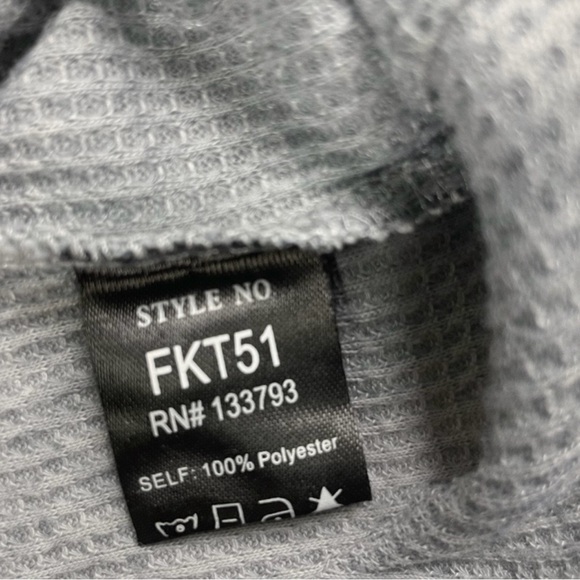 STYLE NO
FKT51
RN# 133793
SELF: 100% Polyester